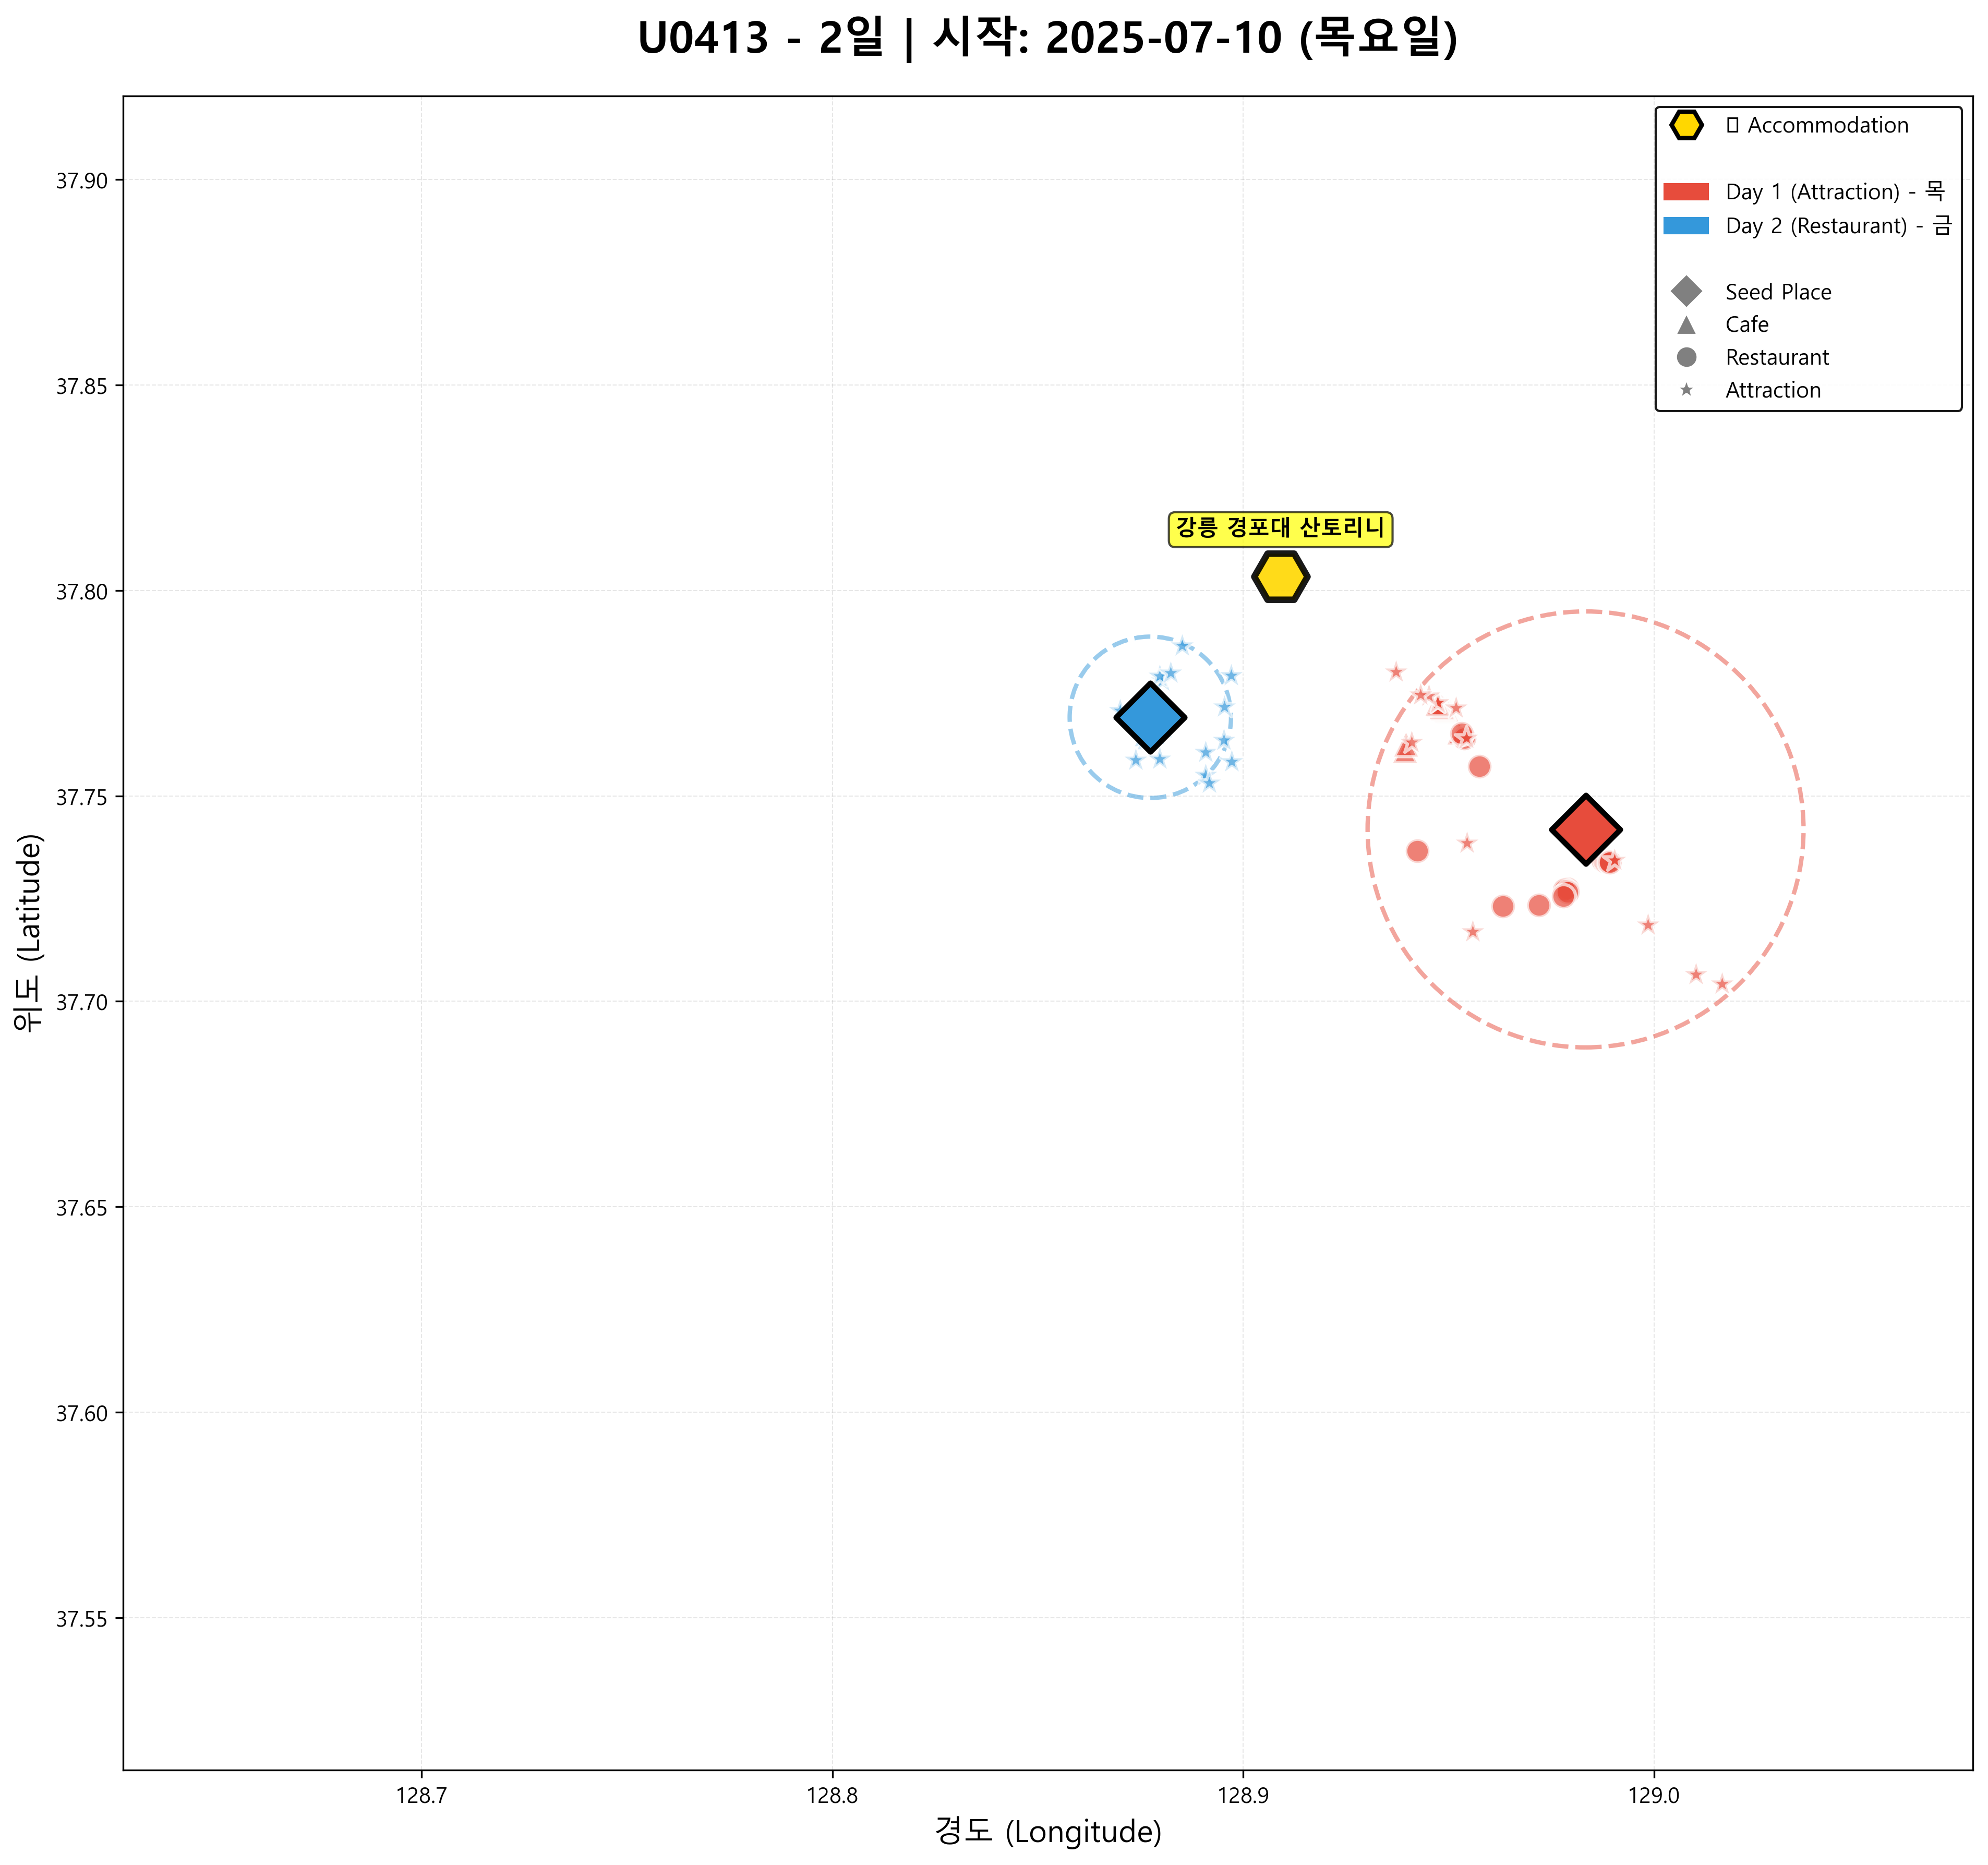 U0413 - 2일 | 시작: 2025-07-10 (목요일)
Accommodation
Day 1 (Attraction) - 목
Day 2 (Restaurant) - 금
Seed Place
Cafe
Restaurant
Attraction
강릉 경포대 산토리니
위도 (Latitude)
37.90
37.85
37.80
37.75
37.70
37.65
37.60
37.55
128.7
128.8
128.9
129.0
경도 (Longitude)